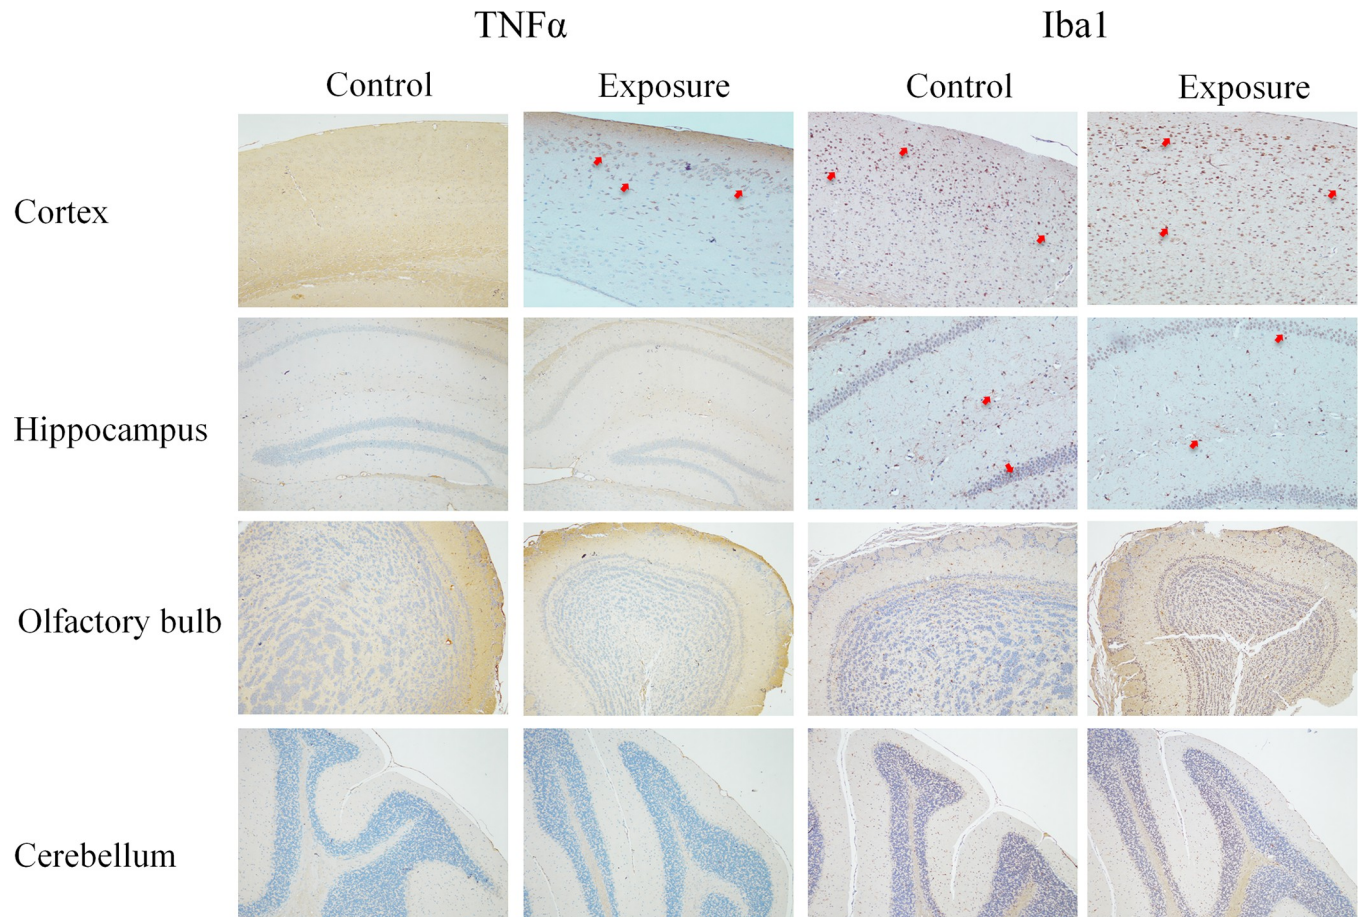 TNFα Iba1
Control Exposure Control Exposure
Cortex
Hippocampus
Olfactory bulb
Cerebellum